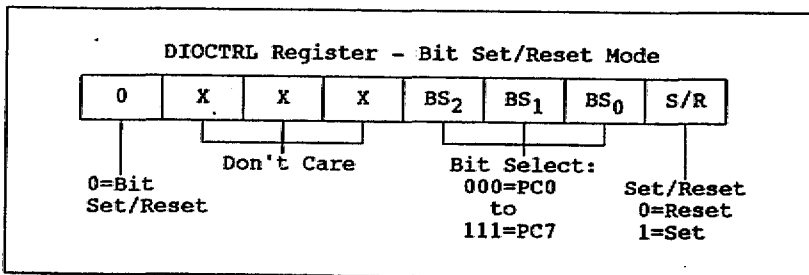 DIOCTRL Register - Bit Set/Reset Mode
0 X X X BS2 BS1 BS0 S/R
Don't Care
Bit Select:
0=Bit
Set/Reset
000=PC0
to
111=PC7
Set/Reset
0=Reset
1=Set